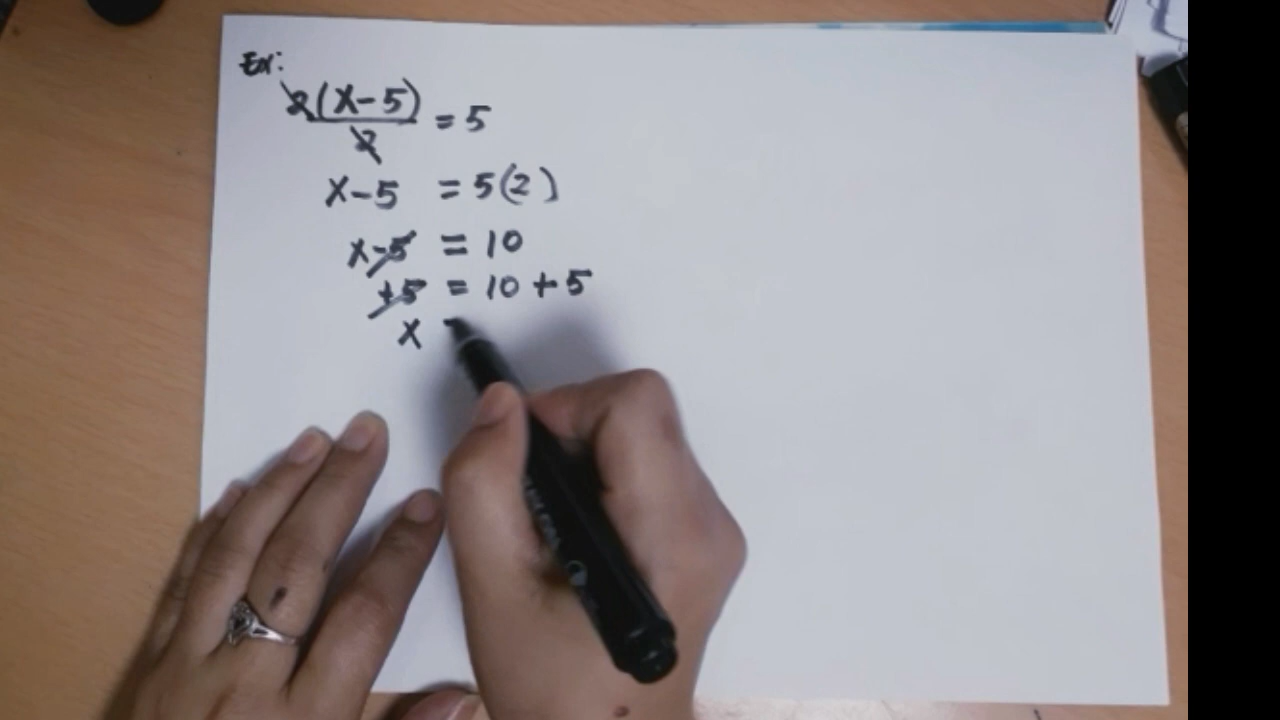 Ex:
2(x-5)/2 = 5
x-5 = 5(2)
x-5 = 10
+5 = 10 + 5
x =